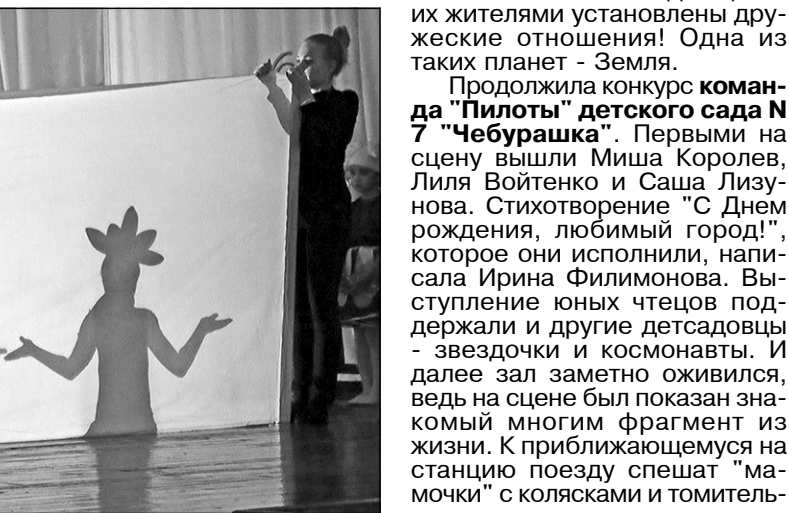 их жителями установлены дру-
жеские отношения! Одна из
таких планет - Земля.
Продолжила конкурс коман-
да "Пилоты" детского сада N
7 "Чебурашка". Первыми на
сцену вышли Миша Королев,
Лиля Войтенко и Саша Лизу-
нова. Стихотворение "С Днем
рождения, любимый город!",
которое они исполнили, напи-
сала Ирина Филимонова. Вы-
ступление юных чтецов под-
держали и другие детсадовцы
- звездочки и космонавты. И
далее зал заметно оживился,
ведь на сцене был показан зна-
комый многим фрагмент из
жизни. К приближающемуся на
станцию поезду спешат "ма-
мочки" с колясками и томитель-